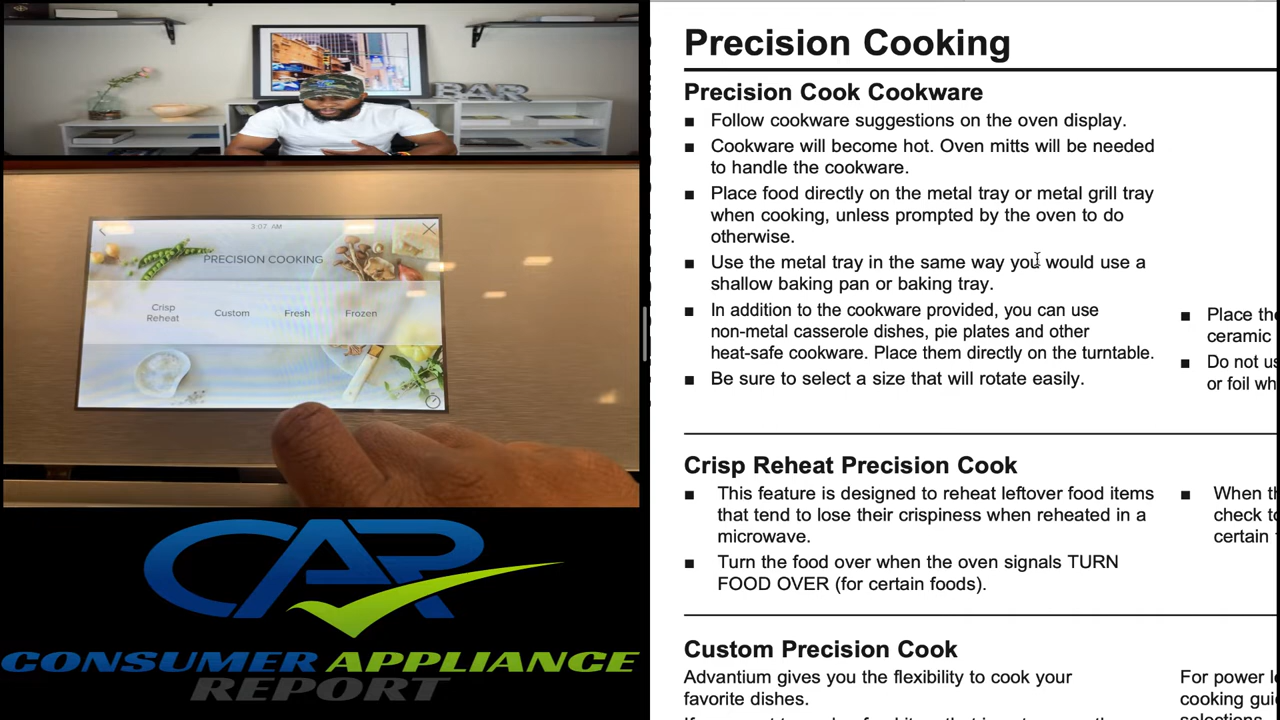 BAR
3:07 AM
PRECISION COOKING
Crisp
Reheat
Custom
Fresh
Frozen
CAR
CONSUMER APPLIANCE
REPORT
Precision Cooking
Precision Cook Cookware
■ Follow cookware suggestions on the oven display.
■ Cookware will become hot. Oven mitts will be needed
to handle the cookware.
■ Place food directly on the metal tray or metal grill tray
when cooking, unless prompted by the oven to do
otherwise.
■ Use the metal tray in the same way you would use a
shallow baking pan or baking tray.
■ In addition to the cookware provided, you can use
non-metal casserole dishes, pie plates and other
heat-safe cookware. Place them directly on the turntable.
■ Be sure to select a size that will rotate easily.
■ Place the
ceramic
■ Do not us
or foil wh
Crisp Reheat Precision Cook
■ This feature is designed to reheat leftover food items
that tend to lose their crispiness when reheated in a
microwave.
■ Turn the food over when the oven signals TURN
FOOD OVER (for certain foods).
■ When th
check to
certain
Custom Precision Cook
Advantium gives you the flexibility to cook your
favorite dishes.
For power le
cooking guid